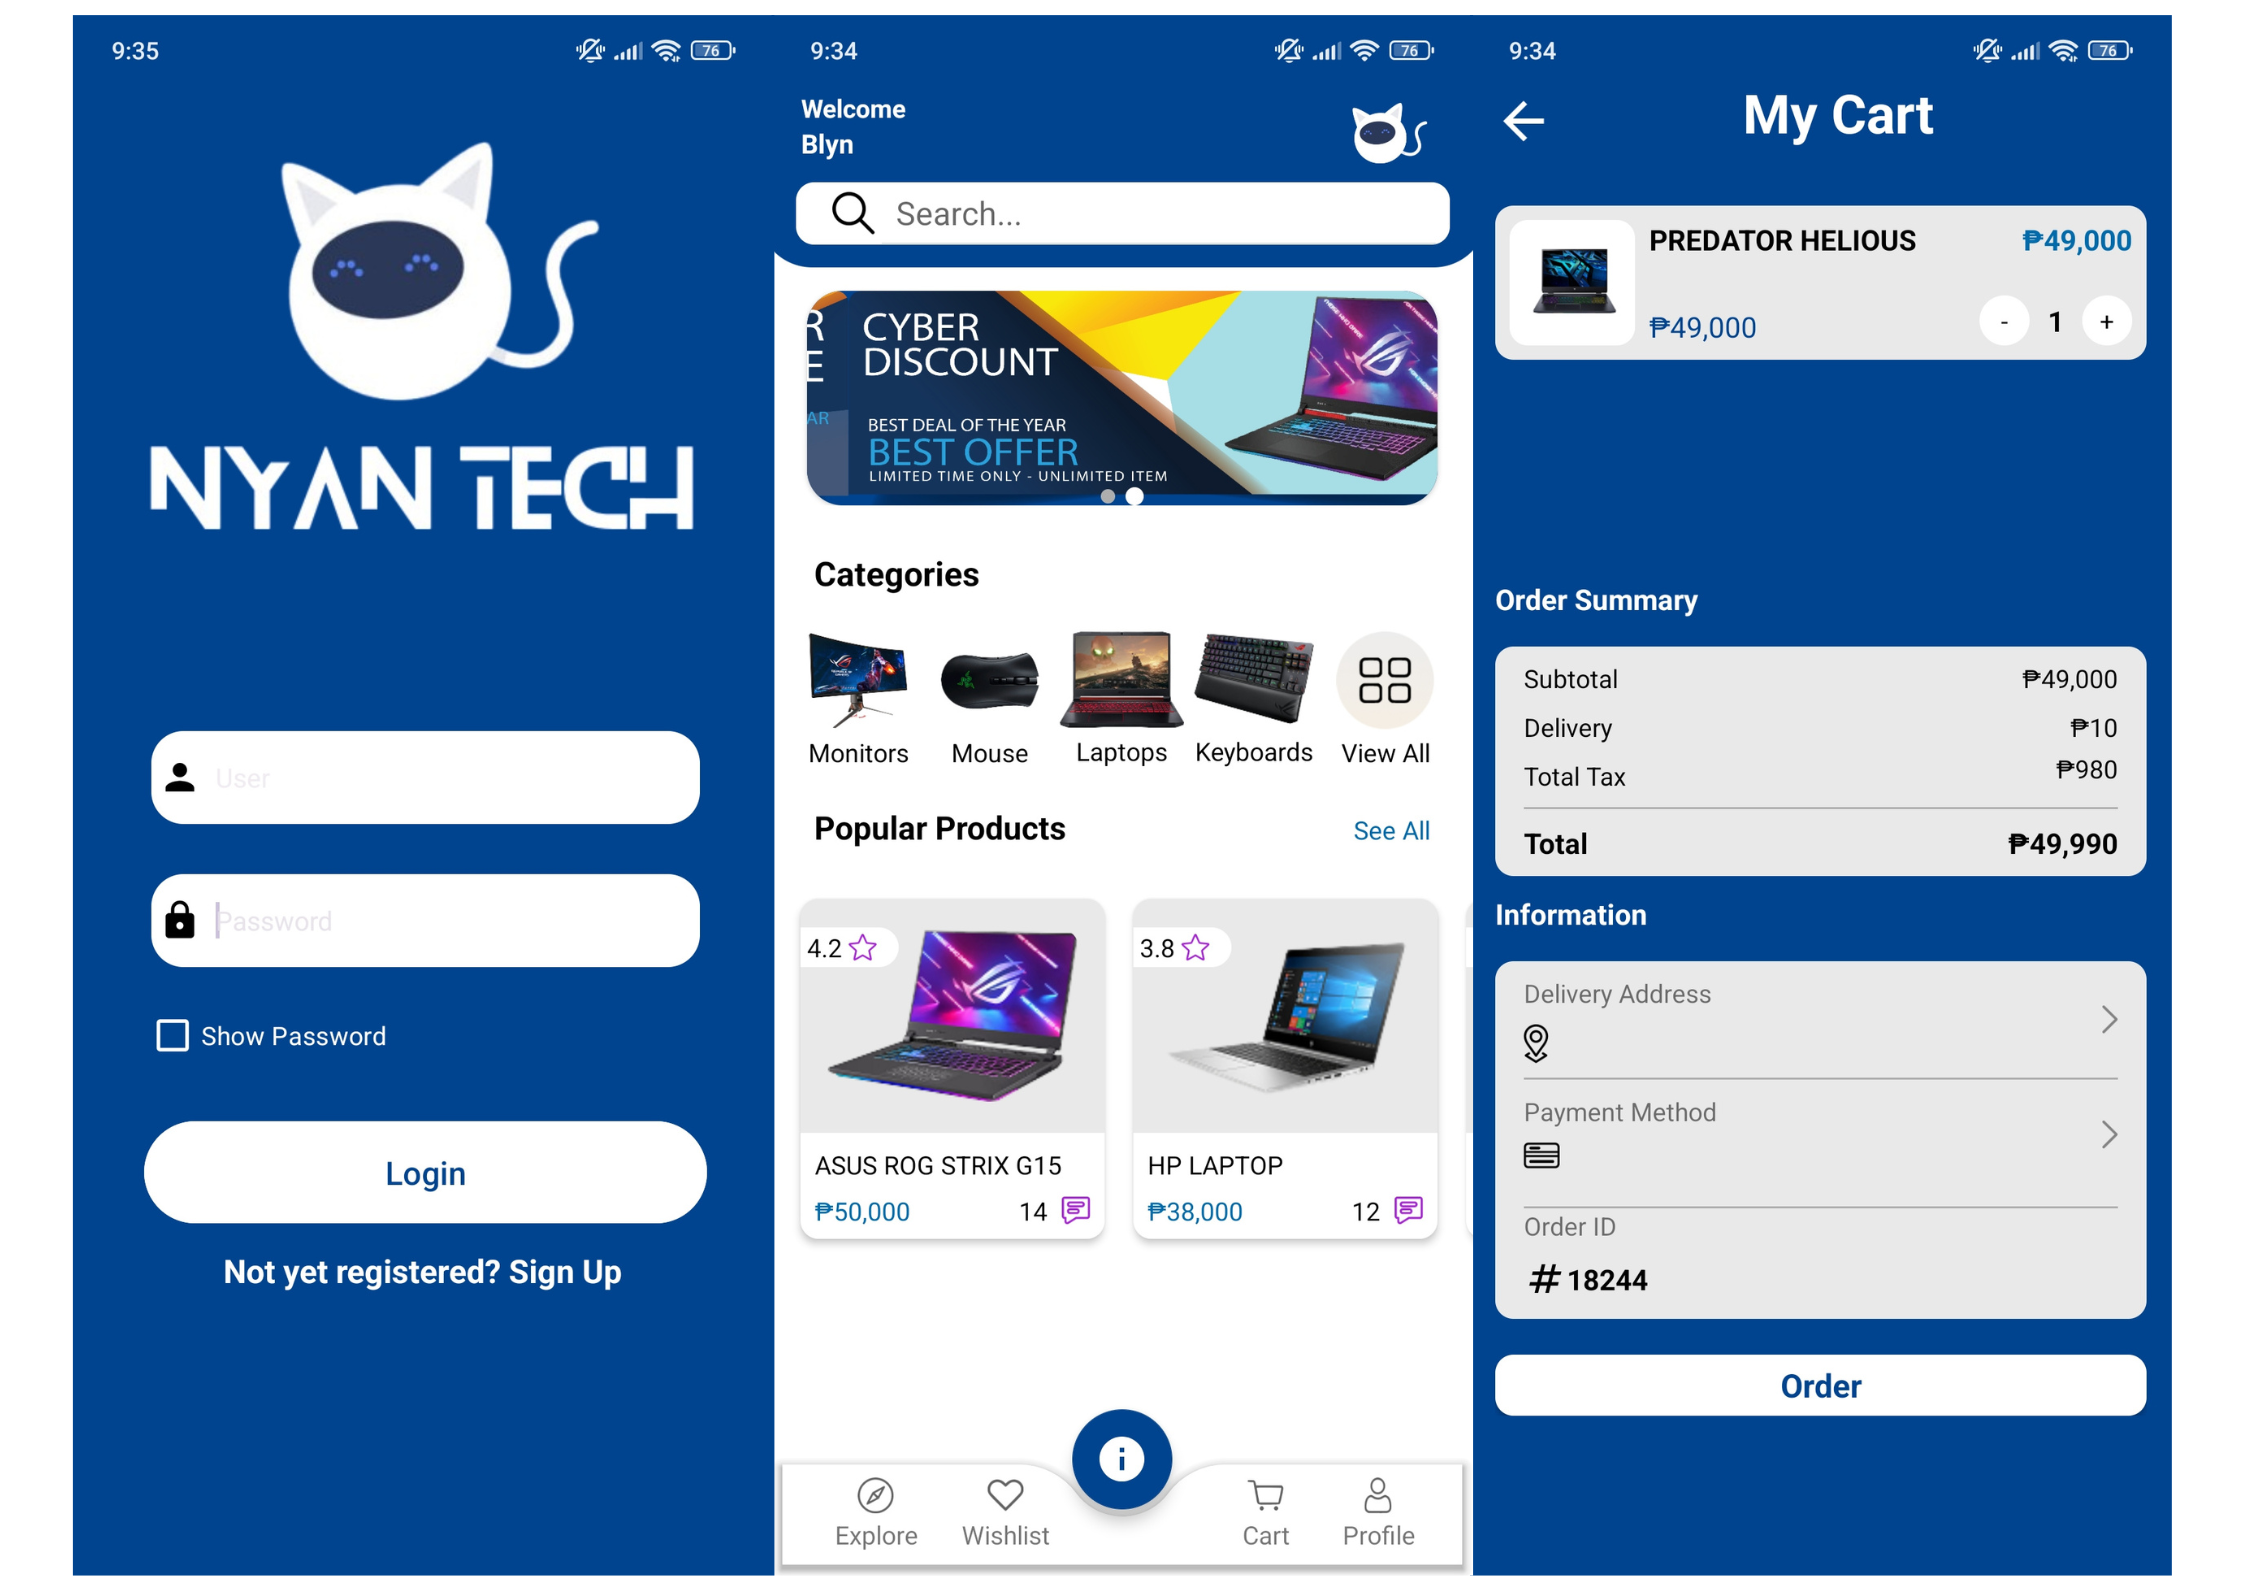 9:35
76
NYAN TECH
User
Password
Show Password
Login
Not yet registered? Sign Up
9:34
76
Welcome
Blyn
Search...
R
E
AR
CYBER
DISCOUNT
BEST DEAL OF THE YEAR
BEST OFFER
LIMITED TIME ONLY - UNLIMITED ITEM
Categories
Monitors
Mouse
Laptops
Keyboards
View All
Popular Products
See All
4.2
ASUS ROG STRIX G15
₱50,000
14
3.8
HP LAPTOP
₱38,000
12
Explore
Wishlist
Cart
Profile
9:34
76
My Cart
PREDATOR HELIOUS
₱49,000
₱49,000
- 1 +
Order Summary
Subtotal ₱49,000
Delivery ₱10
Total Tax ₱980
Total ₱49,990
Information
Delivery Address
Payment Method
Order ID
#18244
Order